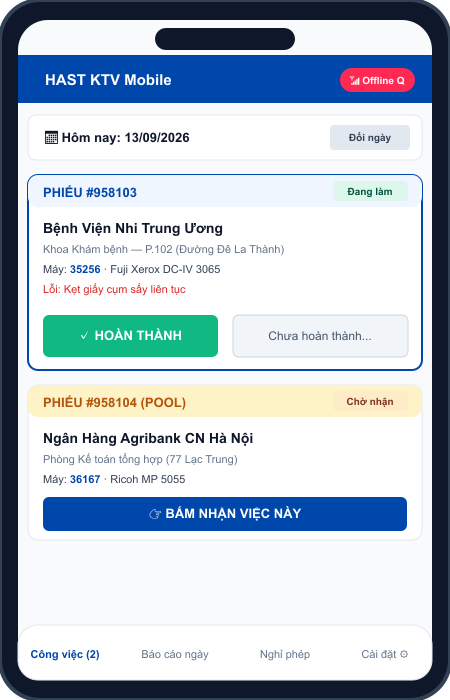 HAST KTV Mobile
📶 Offline Q
📅 Hôm nay: 13/09/2026
Đổi ngày
PHIẾU #958103
Đang làm
Bệnh Viện Nhi Trung Ương
Khoa Khám bệnh — P.102 (Đường Đê La Thành)
Máy: 35256 · Fuji Xerox DC-IV 3065
Lỗi: Kẹt giấy cụm sấy liên tục
✓ HOÀN THÀNH
Chưa hoàn thành...
PHIẾU #958104 (POOL)
Chờ nhận
Ngân Hàng Agribank CN Hà Nội
Phòng Kế toán tổng hợp (77 Lạc Trung)
Máy: 36167 · Ricoh MP 5055
👉 BẤM NHẬN VIỆC NÀY
Công việc (2)
Báo cáo ngày
Nghỉ phép
Cài đặt ⚙